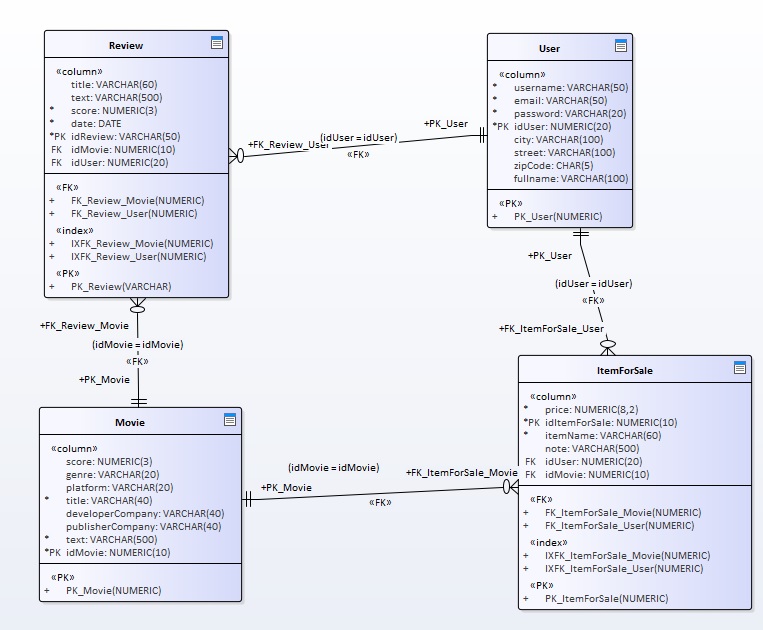 Review
«column»
title: VARCHAR(60)
text: VARCHAR(500)
* score: NUMERIC(3)
* date: DATE
*PK idReview: VARCHAR(50)
FK idMovie: NUMERIC(10)
FK idUser: NUMERIC(20)
«FK»
+ FK_Review_Movie(NUMERIC)
+ FK_Review_User(NUMERIC)
«index»
+ IXFK_Review_Movie(NUMERIC)
+ IXFK_Review_User(NUMERIC)
«PK»
+ PK_Review(VARCHAR)
+FK_Review_User
(idUser = idUser)
«FK»
+PK_User
User
«column»
* username: VARCHAR(50)
* email: VARCHAR(50)
* password: VARCHAR(20)
*PK idUser: NUMERIC(20)
city: VARCHAR(100)
street: VARCHAR(100)
zipCode: CHAR(5)
fullname: VARCHAR(100)
«PK»
+ PK_User(NUMERIC)
+PK_User
(idUser = idUser)
«FK»
+FK_ItemForSale_User
+FK_Review_Movie
(idMovie = idMovie)
«FK»
+PK_Movie
Movie
«column»
score: NUMERIC(3)
genre: VARCHAR(20)
platform: VARCHAR(20)
* title: VARCHAR(40)
developerCompany: VARCHAR(40)
publisherCompany: VARCHAR(40)
* text: VARCHAR(500)
*PK idMovie: NUMERIC(10)
«PK»
+ PK_Movie(NUMERIC)
(idMovie = idMovie)
+PK_Movie
«FK»
+FK_ItemForSale_Movie
ItemForSale
«column»
* price: NUMERIC(8,2)
*PK idItemForSale: NUMERIC(10)
* itemName: VARCHAR(60)
note: VARCHAR(500)
FK idUser: NUMERIC(20)
FK idMovie: NUMERIC(10)
«FK»
+ FK_ItemForSale_Movie(NUMERIC)
+ FK_ItemForSale_User(NUMERIC)
«index»
+ IXFK_ItemForSale_Movie(NUMERIC)
+ IXFK_ItemForSale_User(NUMERIC)
«PK»
+ PK_ItemForSale(NUMERIC)